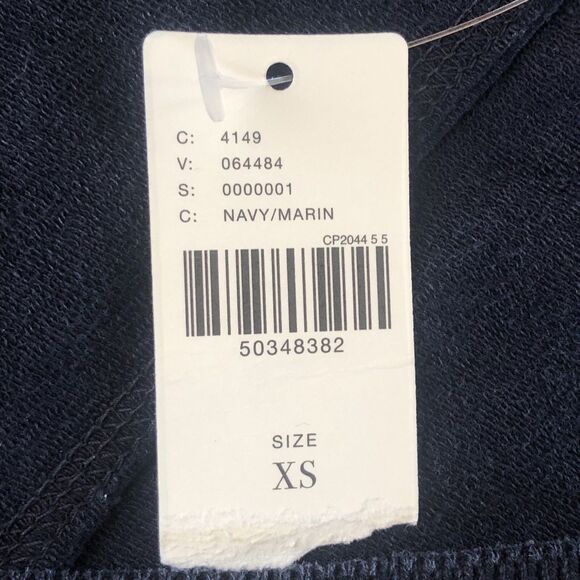 C: 4149
V: 064484
S: 0000001
C: NAVY/MARIN
CP2044 5 5
50348382
SIZE
XS